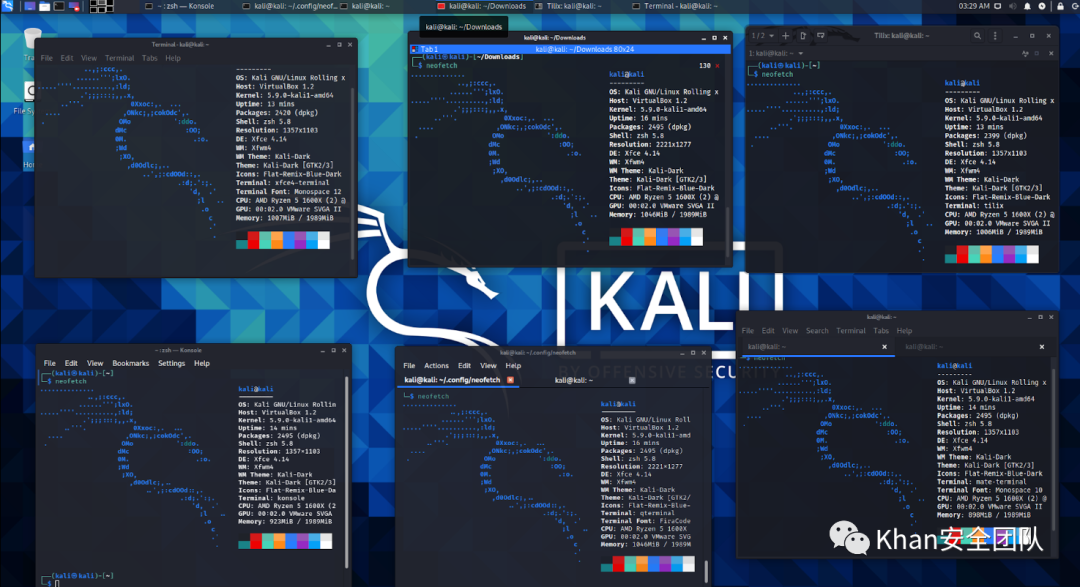 ~ : zsh — Konsole
kali@kali: ~/.config/neof...
kali@kali: ~
kali@kali: ~/Downloads
Tilix: kali@kali: ~
Terminal - kali@kali: ~
03:29 AM
kali@kali: ~/Downloads
Terminal - kali@kali: ~
File Edit View Terminal Tabs Help
OS: Kali GNU/Linux Rolling x
Host: VirtualBox 1.2
Kernel: 5.9.0-kali1-amd64
Uptime: 13 mins
Packages: 2420 (dpkg)
Shell: zsh 5.8
Resolution: 1357x1103
DE: Xfce 4.14
WM: Xfwm4
WM Theme: Kali-Dark
Theme: Kali-Dark [GTK2/3]
Icons: Flat-Remix-Blue-Dark
Terminal: xfce4-terminal
Terminal Font: Monospace 12
CPU: AMD Ryzen 5 1600X (2) @
GPU: 00:02.0 VMware SVGA II
Memory: 1007MiB / 1989MiB
kali@kali: ~/Downloads
Tab 1
kali@kali: ~/Downloads 80x24
(kali㉿kali)-[~/Downloads]
$ neofetch
130
kali@kali
OS: Kali GNU/Linux Rolling x
Host: VirtualBox 1.2
Kernel: 5.9.0-kali1-amd64
Uptime: 16 mins
Packages: 2495 (dpkg)
Shell: zsh 5.8
Resolution: 2221x1277
DE: Xfce 4.14
WM: Xfwm4
WM Theme: Kali-Dark
Theme: Kali-Dark [GTK2/3]
Icons: Flat-Remix-Blue-Dark
CPU: AMD Ryzen 5 1600X (2) @
GPU: 00:02.0 VMware SVGA II
Memory: 1046MiB / 1989MiB
1 / 2
Tilix: kali@kali: ~
1: kali@kali: ~
(kali㉿kali)-[~]
$ neofetch
kali@kali
OS: Kali GNU/Linux Rolling x
Host: VirtualBox 1.2
Kernel: 5.9.0-kali1-amd64
Uptime: 13 mins
Packages: 2399 (dpkg)
Shell: zsh 5.8
Resolution: 1357x1103
DE: Xfce 4.14
WM: Xfwm4
WM Theme: Kali-Dark
Theme: Kali-Dark [GTK2/3]
Icons: Flat-Remix-Blue-Dark
Terminal: tilix
CPU: AMD Ryzen 5 1600X (2) @
GPU: 00:02.0 VMware SVGA II
Memory: 1006MiB / 1989MiB
KALI
BY OFFENSIVE SECURITY
~ : zsh — Konsole
File Edit View Bookmarks Settings Help
(kali㉿kali)-[~]
$ neofetch
kali@kali
OS: Kali GNU/Linux Rollin
Host: VirtualBox 1.2
Kernel: 5.9.0-kali1-amd64
Uptime: 14 mins
Packages: 2495 (dpkg)
Shell: zsh 5.8
Resolution: 1357x1103
DE: Xfce 4.14
WM: Xfwm4
WM Theme: Kali-Dark
Theme: Kali-Dark [GTK2/3]
Icons: Flat-Remix-Blue-Da
Terminal: konsole
CPU: AMD Ryzen 5 1600X (2
GPU: 00:02.0 VMware SVGA
Memory: 923MiB / 1989MiB
(kali㉿kali)-[~]
$
kali@kali: ~/.config/neofetch
File Actions Edit View Help
kali@kali: ~/.config/neofetch
kali@kali: ~
$ neofetch
kali@kali
OS: Kali GNU/Linux Roll
Host: VirtualBox 1.2
Kernel: 5.9.0-kali1-amd
Uptime: 16 mins
Packages: 2495 (dpkg)
Shell: zsh 5.8
Resolution: 2221x1277
DE: Xfce 4.14
WM: Xfwm4
WM Theme: Kali-Dark
Theme: Kali-Dark [GTK2/
Icons: Flat-Remix-Blue-
Terminal: qterminal
Terminal Font: FiraCode
CPU: AMD Ryzen 5 1600X
GPU: 00:02.0 VMware SVG
Memory: 1046MiB / 1989M
kali@kali: ~
File Edit View Search Terminal Tabs Help
kali@kali: ~
kali@kali: ~
$ neofetch
kali@kali
OS: Kali GNU/Linux Rolling x
Host: VirtualBox 1.2
Kernel: 5.9.0-kali1-amd64
Uptime: 14 mins
Packages: 2495 (dpkg)
Shell: zsh 5.8
Resolution: 1357x1103
DE: Xfce 4.14
WM: Xfwm4
WM Theme: Kali-Dark
Theme: Kali-Dark [GTK2/3]
Icons: Flat-Remix-Blue-Dark
Terminal: mate-terminal
Terminal Font: Monospace 10
CPU: AMD Ryzen 5 1600X (2) @
GPU: 00:02.0 VMware SVGA II
Memory: 898MiB / 1989MiB
Khan安全团队